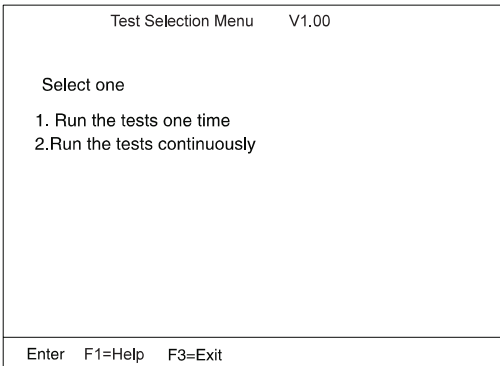 Test Selection Menu V1.00
Select one
1. Run the tests one time
2.Run the tests continuously
Enter F1=Help F3=Exit